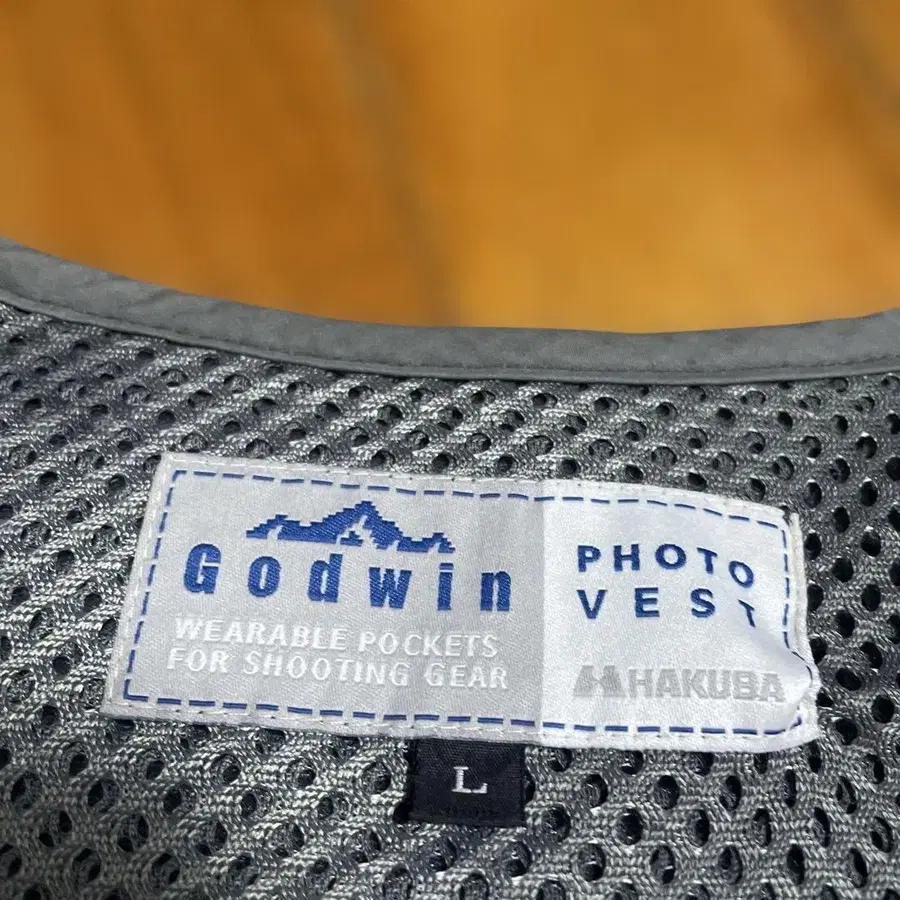 Godwin
WEARABLE POCKETS
FOR SHOOTING GEAR
PHOTO
VEST
HAKUBA
L